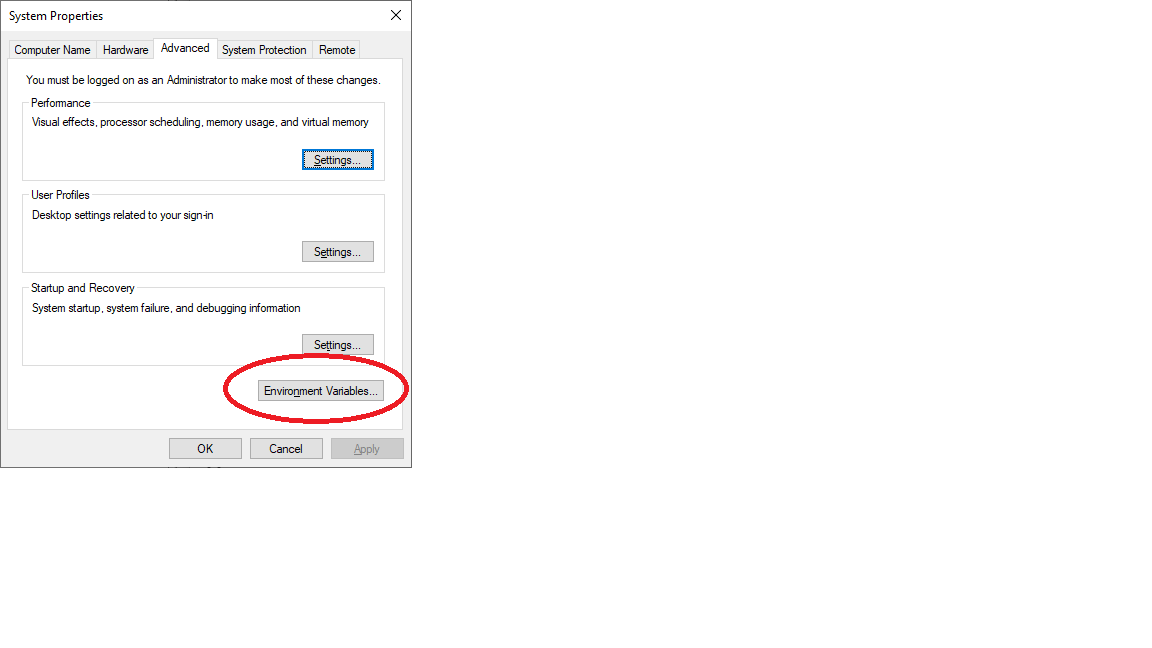 System Properties
Computer Name Hardware Advanced System Protection Remote
You must be logged on as an Administrator to make most of these changes.
Performance
Visual effects, processor scheduling, memory usage, and virtual memory
Settings...
User Profiles
Desktop settings related to your sign-in
Settings...
Startup and Recovery
System startup, system failure, and debugging information
Settings...
Environment Variables...
OK Cancel Apply